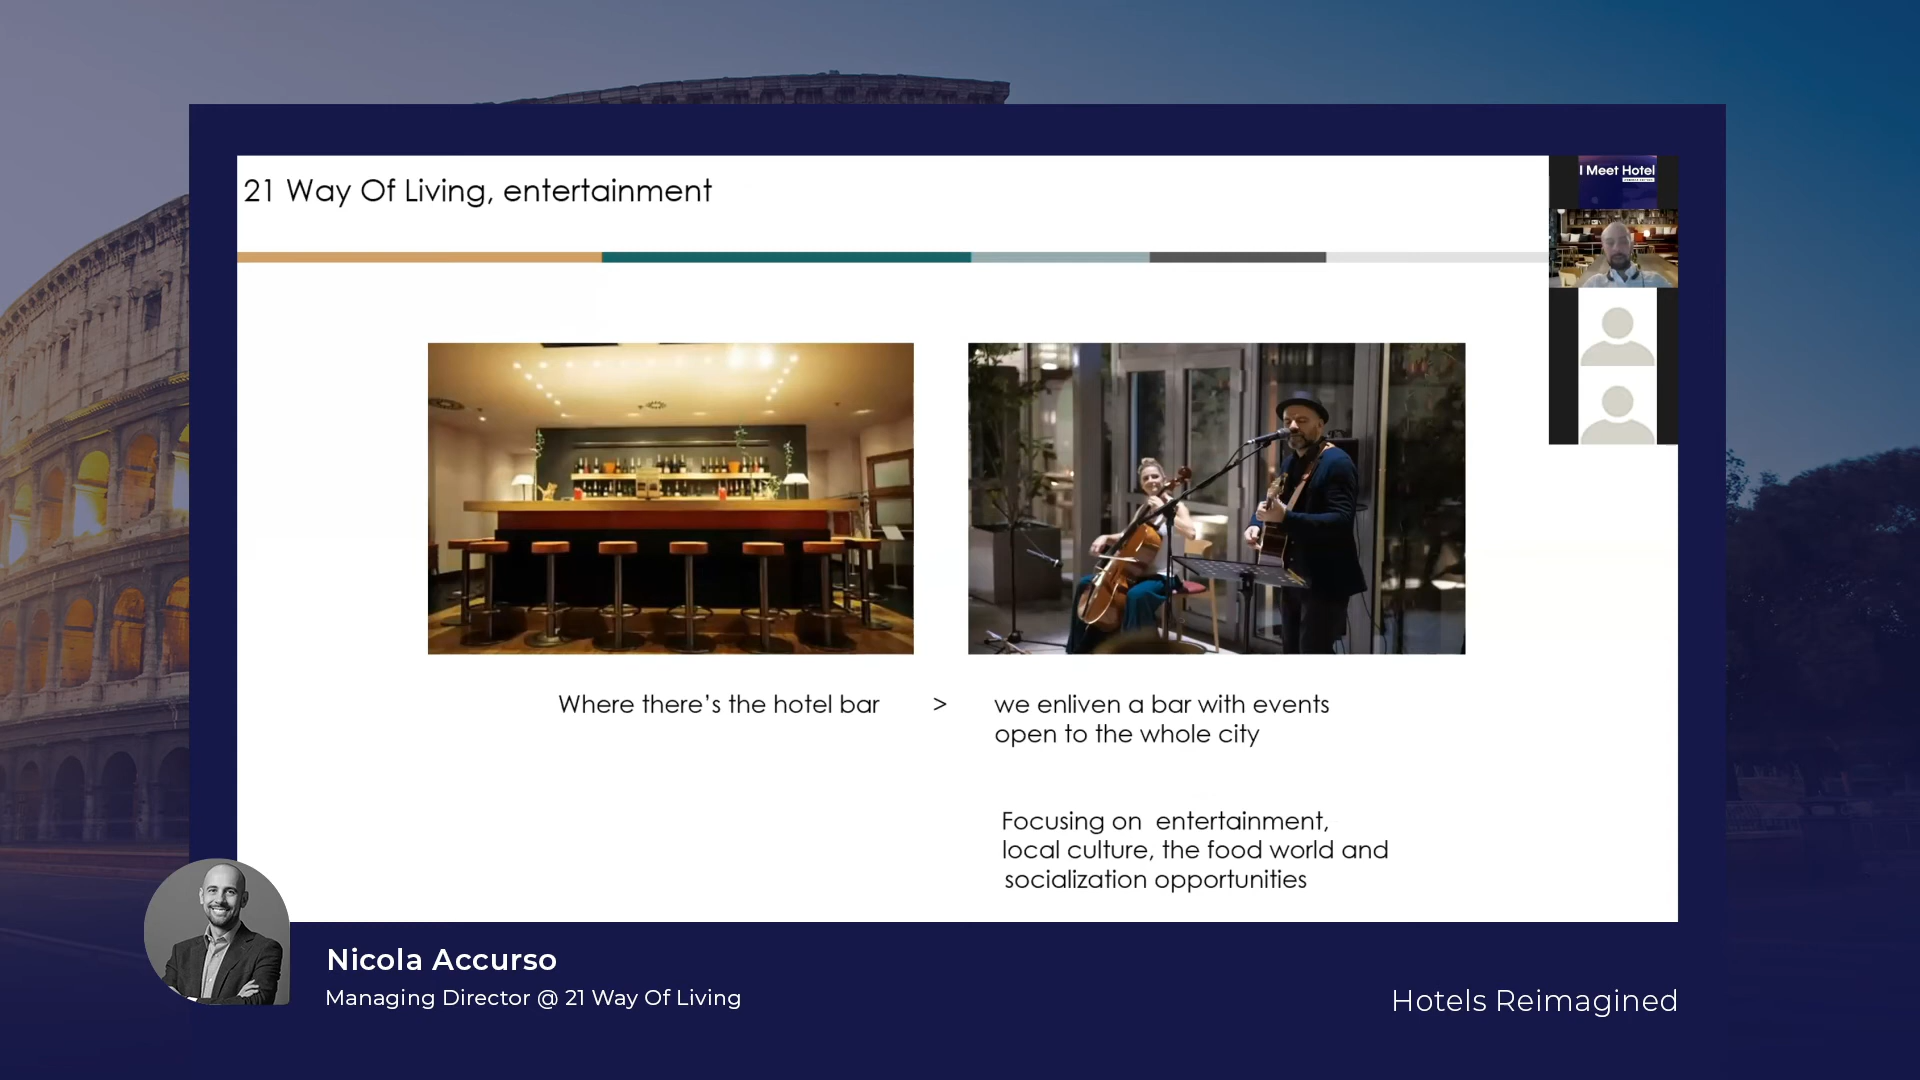 21 Way Of Living, entertainment
I Meet Hotel
Where there's the hotel bar > we enliven a bar with events
open to the whole city
Focusing on entertainment,
local culture, the food world and
socialization opportunities
Nicola Accurso
Managing Director @ 21 Way Of Living
Hotels Reimagined